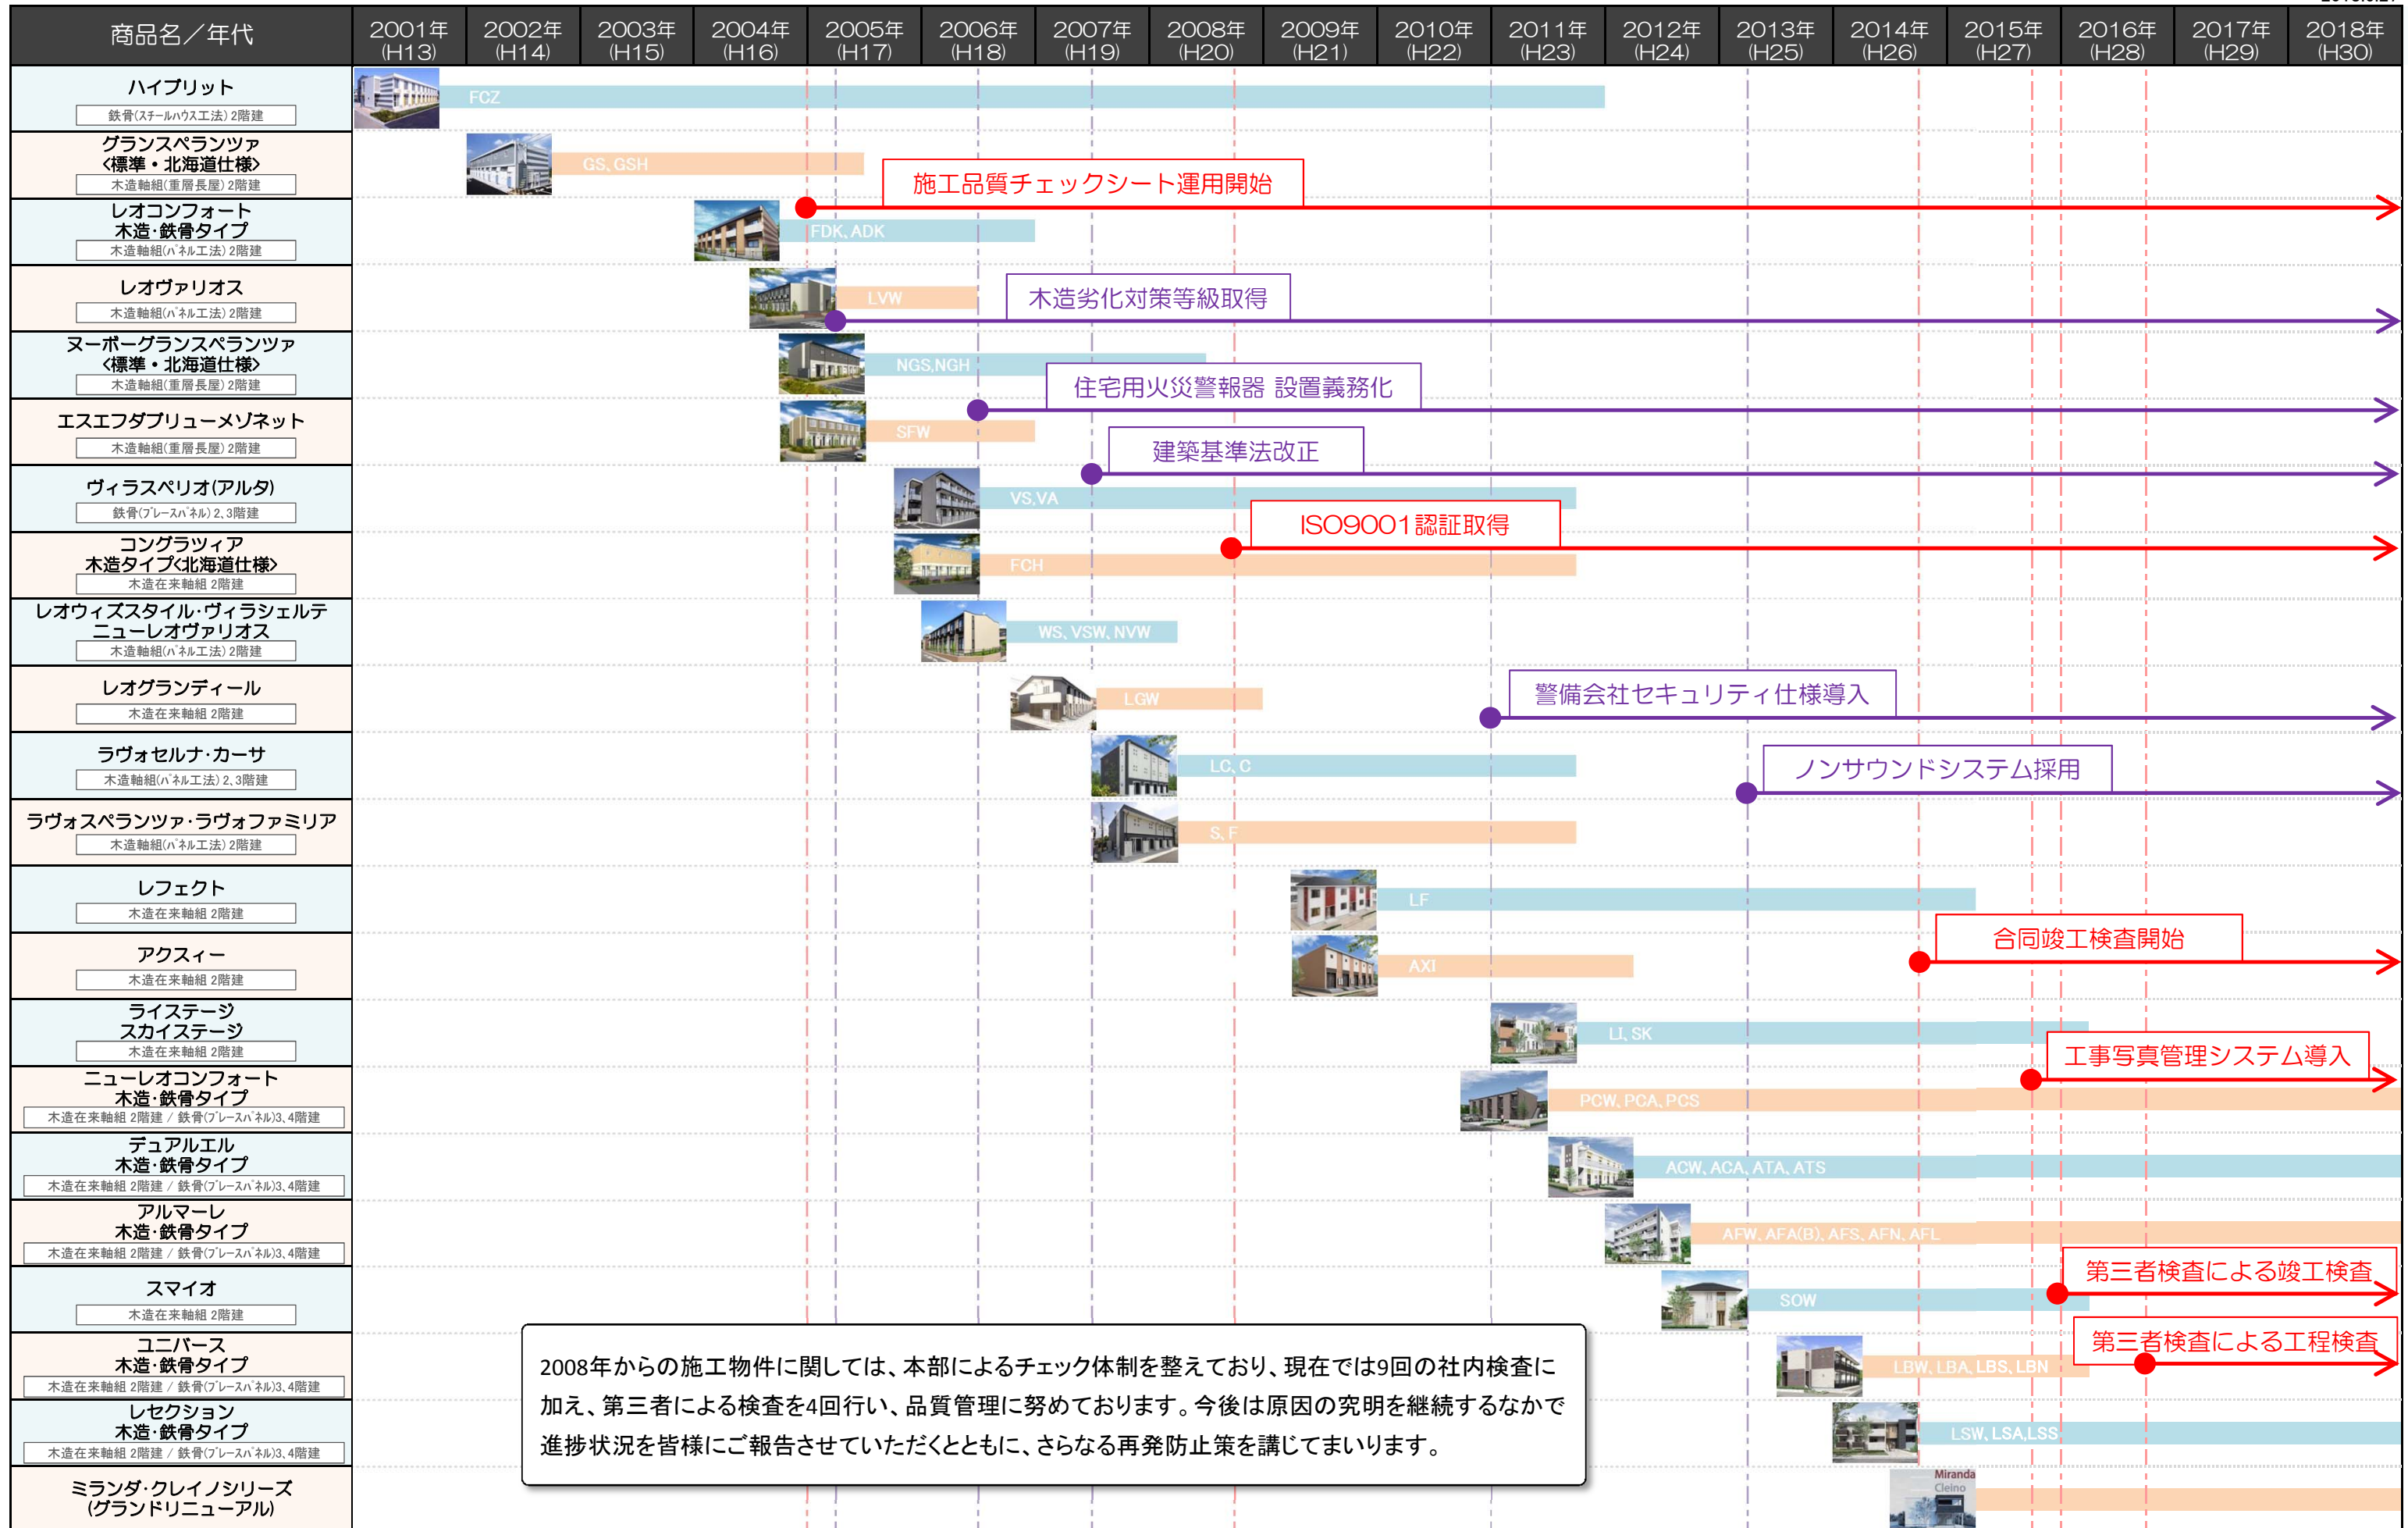 商品名／年代
2001年 2002年 2003年 2004年 2005年 2006年 2007年 2008年 2009年 2010年 2011年 2012年 2013年 2014年 2015年 2016年 2017年 2018年
(H13) (H14) (H15) (H16) (H17) (H18) (H19) (H20) (H21) (H22) (H23) (H24) (H25) (H26) (H27) (H28) (H29) (H30)
ハイブリット
鉄骨(ｽﾁｰﾙﾊｳｽ工法) 2階建
FCZ
グランスペランツァ
<標準・北海道仕様>
木造軸組(重層長屋) 2階建
GS、GSH
施工品質チェックシート運用開始
レオコンフォート
木造・鉄骨タイプ
木造軸組(ﾊﾟﾈﾙ工法) 2階建
FDK、ADK
レオヴァリオス
木造軸組(ﾊﾟﾈﾙ工法) 2階建
LVW
木造劣化対策等級取得
ヌーボーグランスペランツァ
<標準・北海道仕様>
木造軸組(重層長屋) 2階建
NGS,NGH
住宅用火災警報器 設置義務化
エスエフダブリューメゾネット
木造軸組(重層長屋) 2階建
SFW
建築基準法改正
ヴィラスペリオ(アルタ)
鉄骨(ﾌﾞﾚｰｽﾊﾟﾈﾙ) 2、3階建
VS,VA
ISO9001認証取得
コングラツィア
木造タイプ<北海道仕様>
木造在来軸組 2階建
FCH
レオウィズスタイル・ヴィラシェルテ
ニューレオヴァリオス
木造軸組(ﾊﾟﾈﾙ工法) 2階建
WS、VSW、NVW
レオグランディール
木造在来軸組 2階建
LGW
警備会社セキュリティ仕様導入
ラヴォセルナ・カーサ
木造軸組(ﾊﾟﾈﾙ工法) 2、3階建
LC、C
ノンサウンドシステム採用
ラヴォスペランツァ・ラヴォファミリア
木造軸組(ﾊﾟﾈﾙ工法) 2階建
S、F
レフェクト
木造在来軸組 2階建
LF
合同竣工検査開始
アクスィー
木造在来軸組 2階建
AXI
ライステージ
スカイステージ
木造在来軸組 2階建
LI、SK
工事写真管理システム導入
ニューレオコンフォート
木造・鉄骨タイプ
木造在来軸組 2階建 / 鉄骨(ﾌﾞﾚｰｽﾊﾟﾈﾙ)3、4階建
PCW、PCA、PCS
デュアルエル
木造・鉄骨タイプ
木造在来軸組 2階建 / 鉄骨(ﾌﾞﾚｰｽﾊﾟﾈﾙ)3、4階建
ACW、ACA、ATA、ATS
アルマーレ
木造・鉄骨タイプ
木造在来軸組 2階建 / 鉄骨(ﾌﾞﾚｰｽﾊﾟﾈﾙ)3、4階建
AFW、AFA(B)、AFS、AFN、AFL
スマイオ
木造在来軸組 2階建
SOW
第三者検査による竣工検査
ユニバース
木造・鉄骨タイプ
木造在来軸組 2階建 / 鉄骨(ﾌﾞﾚｰｽﾊﾟﾈﾙ)3、4階建
LBW、LBA、LBS、LBN
第三者検査による工程検査
レセクション
木造・鉄骨タイプ
木造在来軸組 2階建 / 鉄骨(ﾌﾞﾚｰｽﾊﾟﾈﾙ)3、4階建
LSW、LSA,LSS
ミランダ・クレイノシリーズ
(グランドリニューアル)
Miranda
Cleino
2008年からの施工物件に関しては、本部によるチェック体制を整えており、現在では9回の社内検査に
加え、第三者による検査を4回行い、品質管理に努めております。今後は原因の究明を継続するなかで
進捗状況を皆様にご報告させていただくとともに、さらなる再発防止策を講じてまいります。